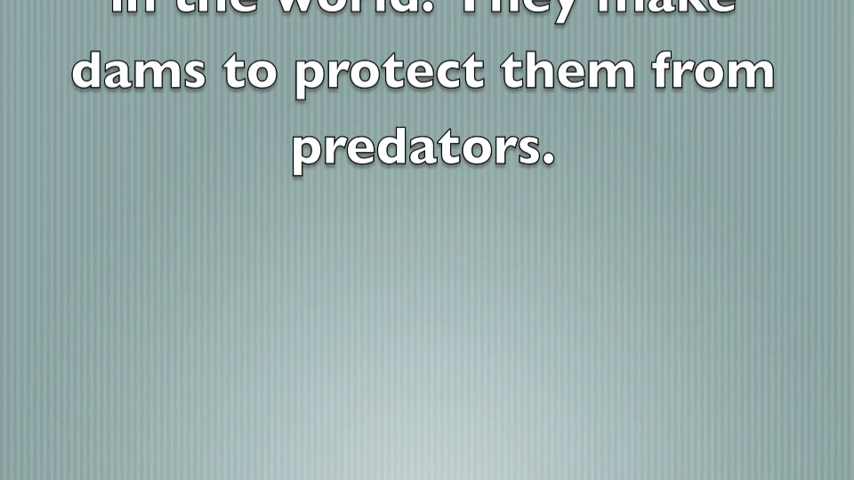 in the world. They make
dams to protect them from
predators.